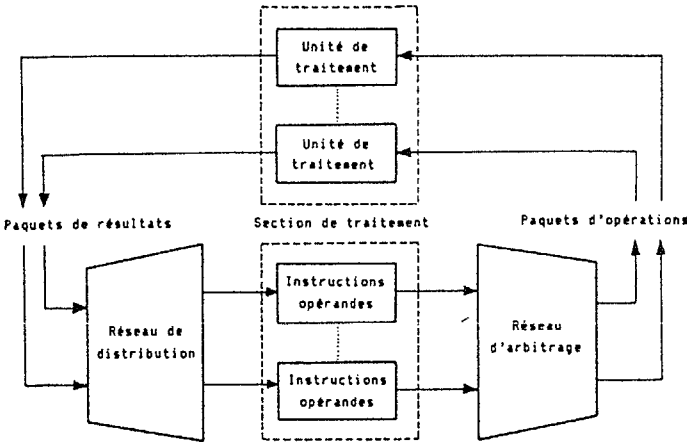 Unité de
traitement
Unité de
traitement
Paquets de résultats
Section de traitement
Paquets d'opérations
Instructions
opérandes
Réseau de
distribution
Réseau
d'arbitrage
Instructions
opérandes